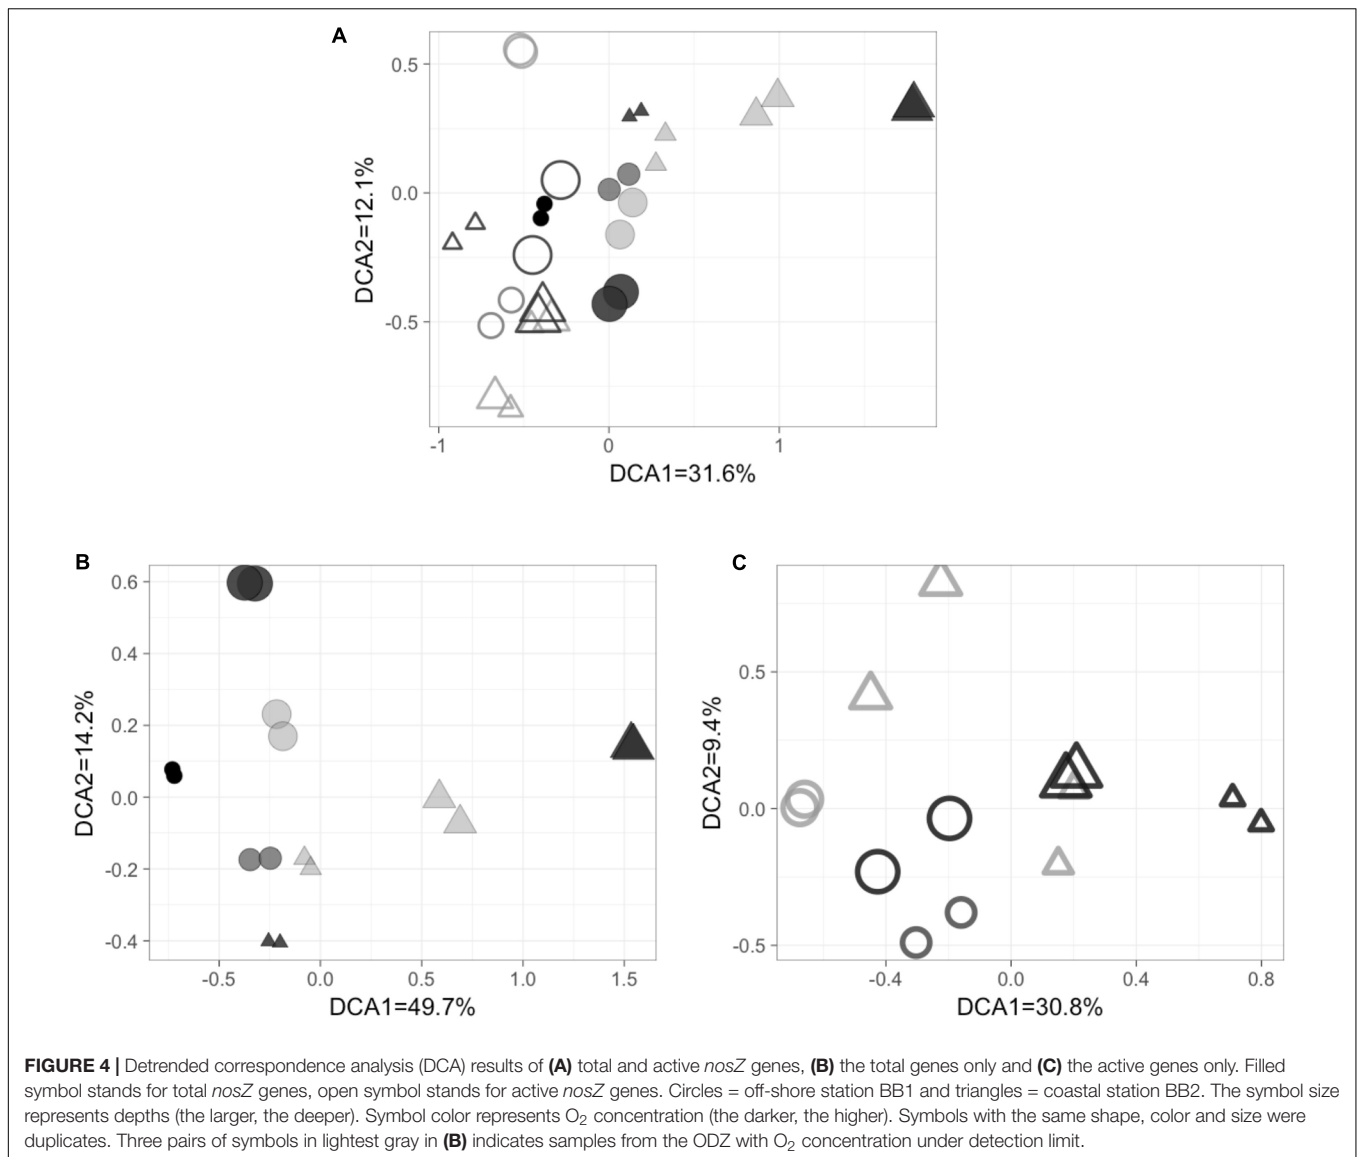 A
0.5
0.0
-0.5
DCA2=12.1%
-1
0
1
DCA1=31.6%
B
0.6
0.4
0.2
0.0
-0.2
-0.4
DCA2=14.2%
-0.5
0.0
0.5
1.0
1.5
DCA1=49.7%
C
0.5
0.0
-0.5
DCA2=9.4%
-0.4
0.0
0.4
0.8
DCA1=30.8%
FIGURE 4 | Detrended correspondence analysis (DCA) results of (A) total and active nosZ genes, (B) the total genes only and (C) the active genes only. Filled
symbol stands for total nosZ genes, open symbol stands for active nosZ genes. Circles = off-shore station BB1 and triangles = coastal station BB2. The symbol size
represents depths (the larger, the deeper). Symbol color represents O₂ concentration (the darker, the higher). Symbols with the same shape, color and size were
duplicates. Three pairs of symbols in lightest gray in (B) indicates samples from the ODZ with O₂ concentration under detection limit.